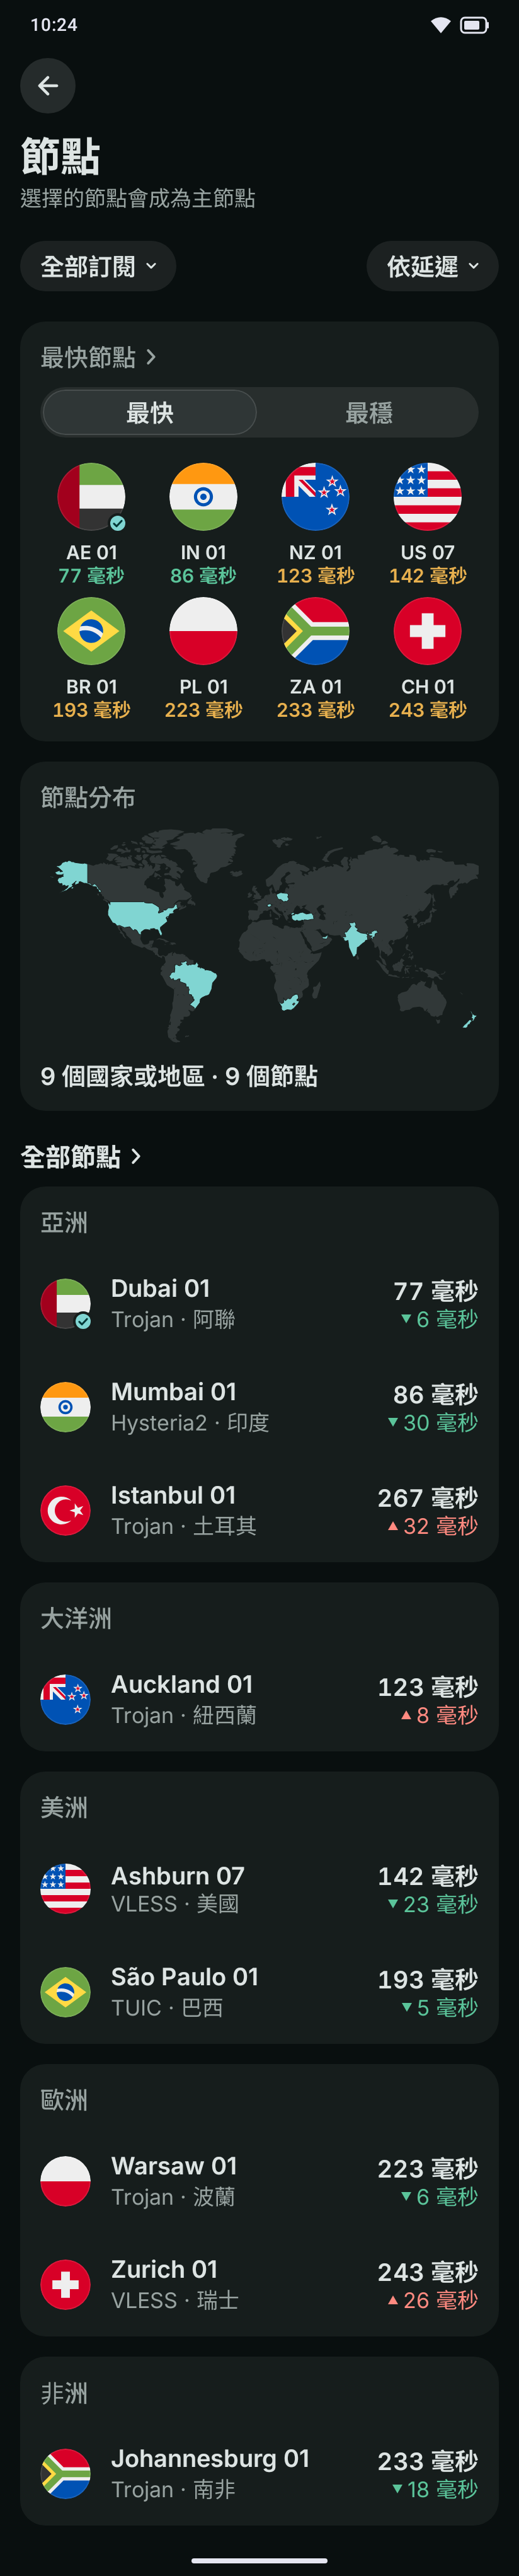 10:24
節點
選擇的節點會成為主節點
全部訂閱 依延遲
最快節點
最快 最穩
AE 01 IN 01 NZ 01 US 07
77 毫秒 86 毫秒 123 毫秒 142 毫秒
BR 01 PL 01 ZA 01 CH 01
193 毫秒 223 毫秒 233 毫秒 243 毫秒
節點分布
9 個國家或地區 · 9 個節點
全部節點
亞洲
Dubai 01 77 毫秒
Trojan · 阿聯 ▼6 毫秒
Mumbai 01 86 毫秒
Hysteria2 · 印度 ▼30 毫秒
Istanbul 01 267 毫秒
Trojan · 土耳其 ▲32 毫秒
大洋洲
Auckland 01 123 毫秒
Trojan · 紐西蘭 ▲8 毫秒
美洲
Ashburn 07 142 毫秒
VLESS · 美國 ▼23 毫秒
São Paulo 01 193 毫秒
TUIC · 巴西 ▼5 毫秒
歐洲
Warsaw 01 223 毫秒
Trojan · 波蘭 ▼6 毫秒
Zurich 01 243 毫秒
VLESS · 瑞士 ▲26 毫秒
非洲
Johannesburg 01 233 毫秒
Trojan · 南非 ▼18 毫秒